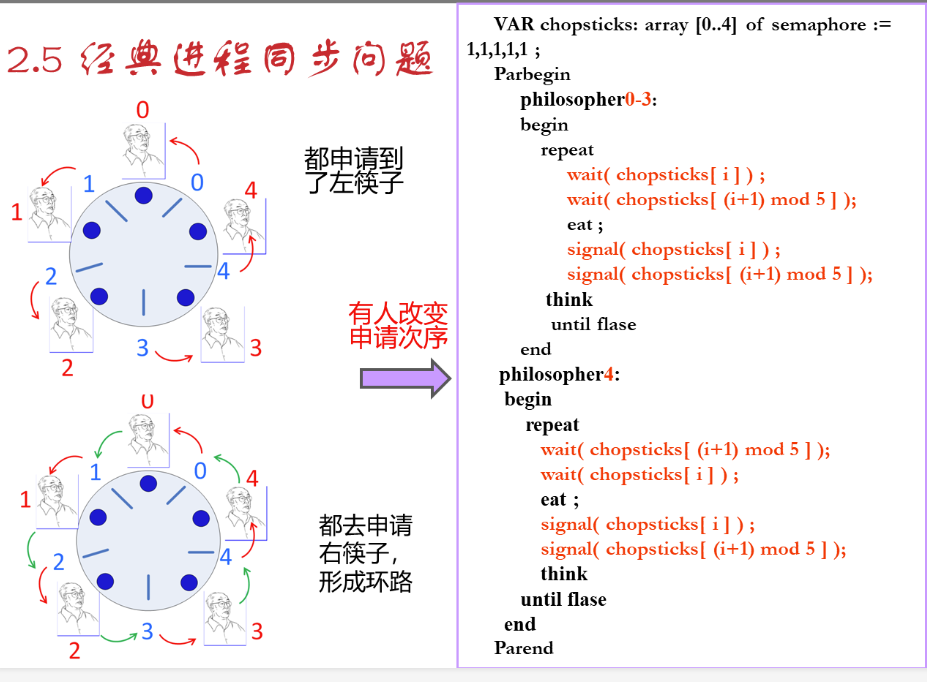 2.5 经典进程同步问题
0
1
0
1
4
2
4
2
3
3
都申请到
了左筷子
有人改变
申请次序
0
1
0
1
4
2
4
2
3
3
都去申请
右筷子，
形成环路
VAR chopsticks: array [0..4] of semaphore :=
1,1,1,1,1 ;
Parbegin
philosopher0-3:
begin
repeat
wait( chopsticks[ i ] ) ;
wait( chopsticks[ (i+1) mod 5 ] );
eat ;
signal( chopsticks[ i ] ) ;
signal( chopsticks[ (i+1) mod 5 ] );
think
until flase
end
philosopher4:
begin
repeat
wait( chopsticks[ (i+1) mod 5 ] );
wait( chopsticks[ i ] ) ;
eat ;
signal( chopsticks[ i ] ) ;
signal( chopsticks[ (i+1) mod 5 ] );
think
until flase
end
Parend